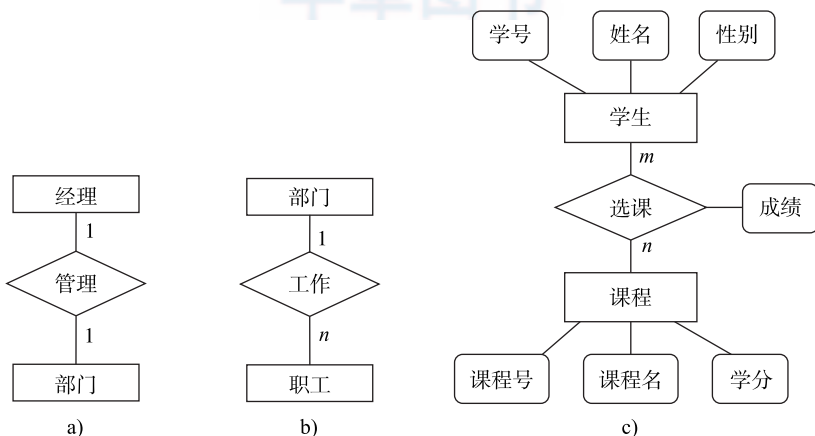 学号 姓名 性别
学生
m
选课 成绩
n
课程
课程号 课程名 学分
c)
经理
1
管理
1
部门
a)
部门
1
工作
n
职工
b)